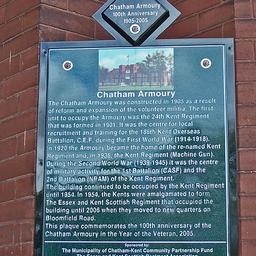 Chatham Armoury
100th Anniversary
1905-2005
Chatham Armoury
The Chatham Armoury was constructed in 1905 as a result
of reform and expansion of the volunteer militia. The first
unit to occupy the Armoury was the 24th Kent Regiment
that was formed in 1901. It was the centre for local
recruitment and training for the 186th Kent Overseas
Battalion, C.E.F. during the First World War (1914-1918).
In 1920 the Armoury became the home of the re-named Kent
Regiment and, in 1936, the Kent Regiment (Machine Gun).
During the Second World War (1939-1945) it was the centre
of military activity for the 1st Battalion (CASF) and the
2nd Battalion (NPAM) of the Kent Regiment.
The building continued to be occupied by the Kent Regiment
until 1954. In 1954, the Kents were amalgamated to form
The Essex and Kent Scottish Regiment that occupied the
building until 2006 when they moved to new quarters on
Bloomfield Road.
This plaque commemorates the 100th anniversary of the
Chatham Armoury in the Year of the Veteran, 2005.
Sponsored by:
The Municipality of Chatham-Kent Community Partnership Fund
The Essex and Kent Scottish Regiment Association